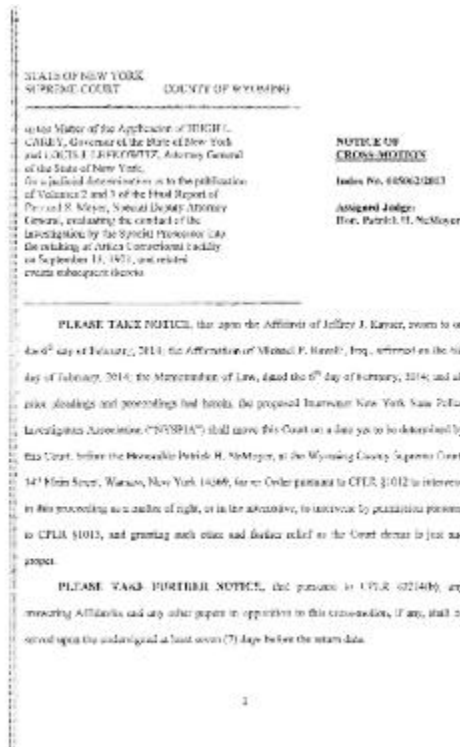 STATE OF NEW YORK
SUPREME COURT COUNTY OF WYOMING
In the Matter of the Application of HUGH L.
CAREY, Governor of the State of New York
and LOUIS J. LEFKOWITZ, Attorney General
of the State of New York,
for a judicial determination as to the publication
of Volumes 2 and 3 of the Final Report of
Bernard S. Meyer, Special Deputy Attorney
General, evaluating the conduct of the
investigation by the Special Prosecutor into
the retaking of Attica Correctional Facility
on September 13, 1971, and related
events subsequent thereto
NOTICE OF
CROSS-MOTION
Index No.
Assigned Judge:
Hon. Patrick H. NeMoyer
PLEASE TAKE NOTICE, that upon the Affidavit of Jeffrey J. Kayser, sworn to on
the 6th day of February, 2014; the Affirmation of Michael P. Esq., affirmed on the
day of February, 2014; the Memorandum of Law, dated the 6th day of February, 2014; and
prior pleadings and proceedings had herein, the proposed Intervenor New York State Police
Investigators Association ("NYSPIA") shall move this Court on a date yet to be determined by
this Court, before the Honorable Patrick H. NeMoyer, at the Wyoming County Supreme Court
Main Street, Warsaw, New York 14569, for an Order pursuant to CPLR §1012 to intervene
in this proceeding as a matter of right, or in the alternative, to intervene by permission pursuant
to CPLR §1013, and granting such other and further relief as the Court deems is just and
proper.
PLEASE TAKE FURTHER NOTICE, that pursuant to CPLR any
answering Affidavits and any other papers in opposition to this cross-motion, if any, shall be
served upon the undersigned at least seven (7) days before the return date.